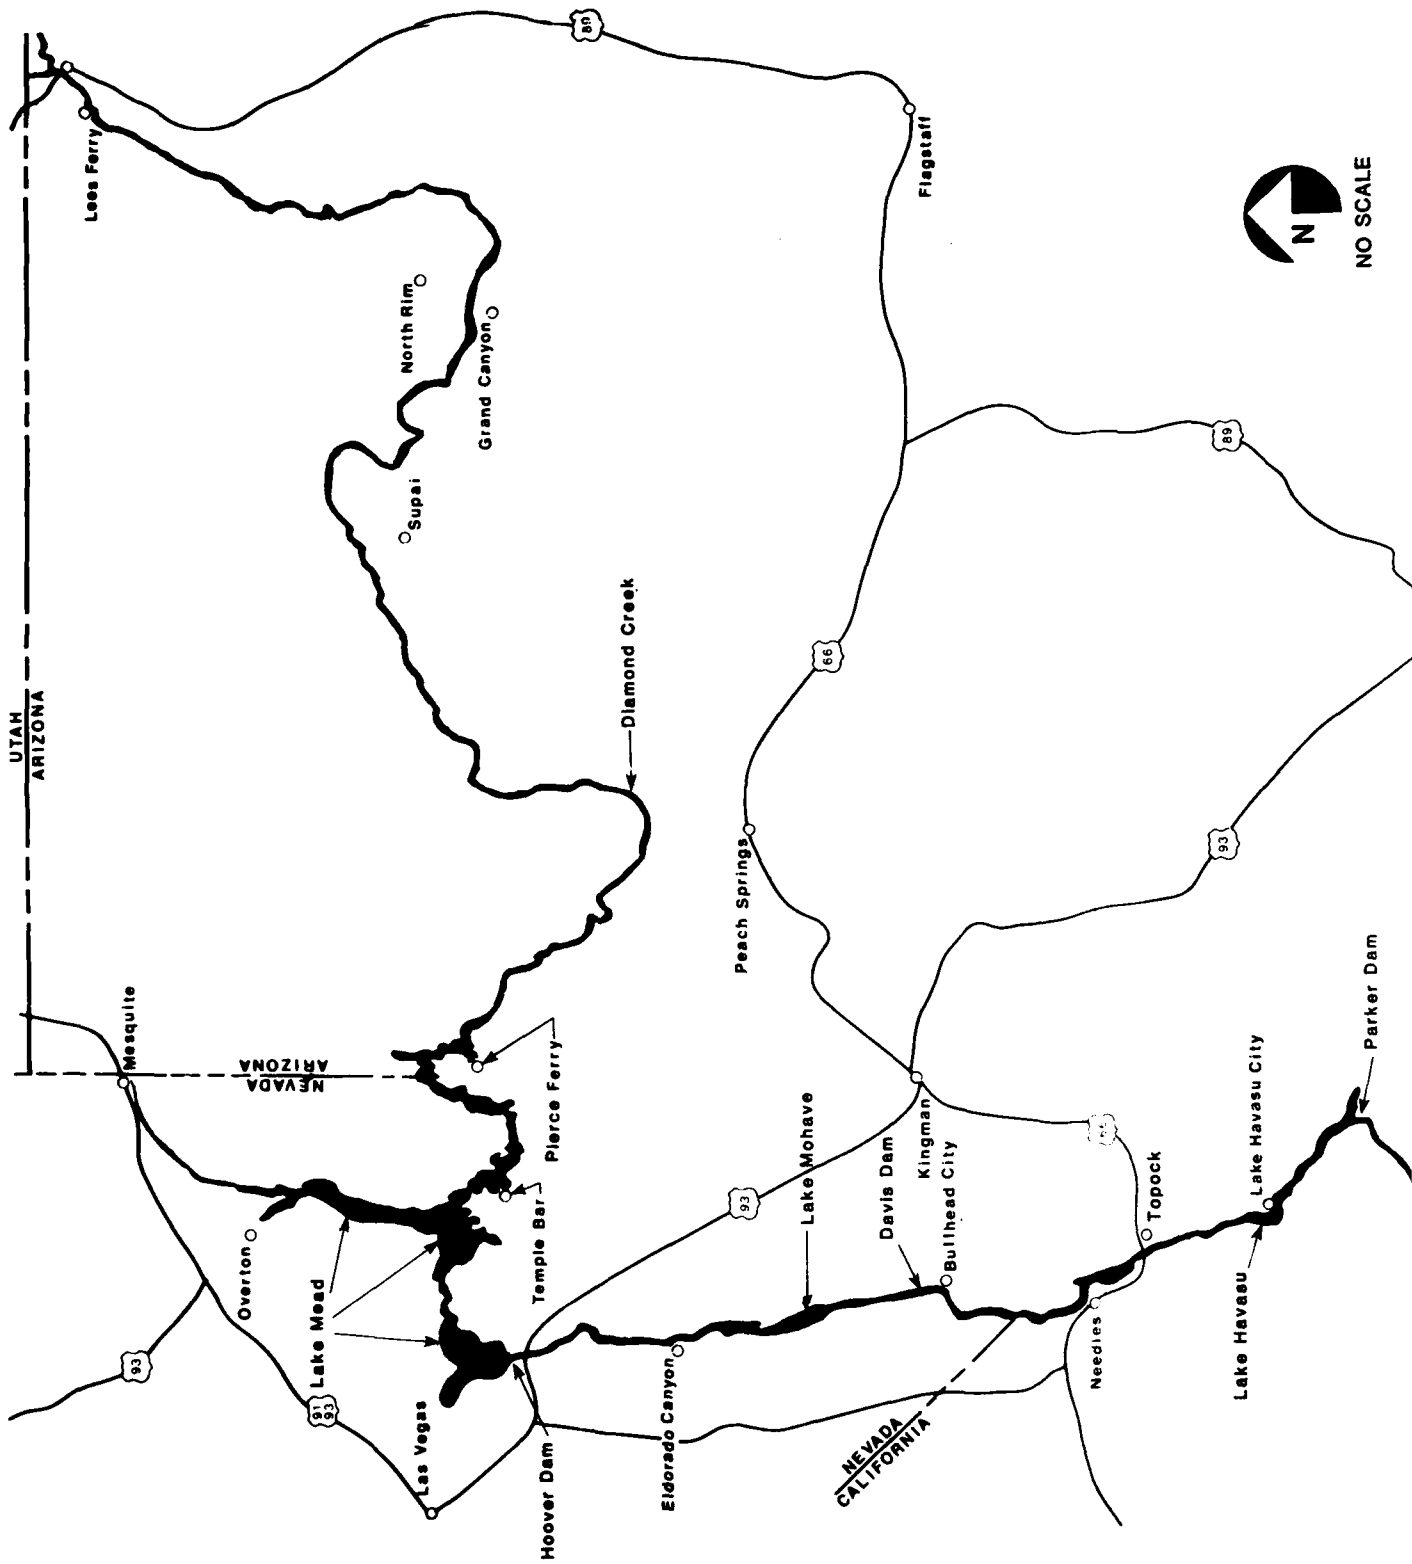 UTAH
ARIZONA
89
Lees Ferry
Flagstaff
N
NO SCALE
North Rim
Grand Canyon
Supai
89
Diamond Creek
66
Peach Springs
93
Mesquite
NEVADA
ARIZONA
Pierce Ferry
Temple Bar
Overton
Lake Mead
93
91
93
Las Vegas
Hoover Dam
Eldorado Canyon
93
Lake Mohave
Davis Dam
Kingman
Bullhead City
66
Topock
Needles
NEVADA
CALIFORNIA
Lake Havasu City
Lake Havasu
Parker Dam